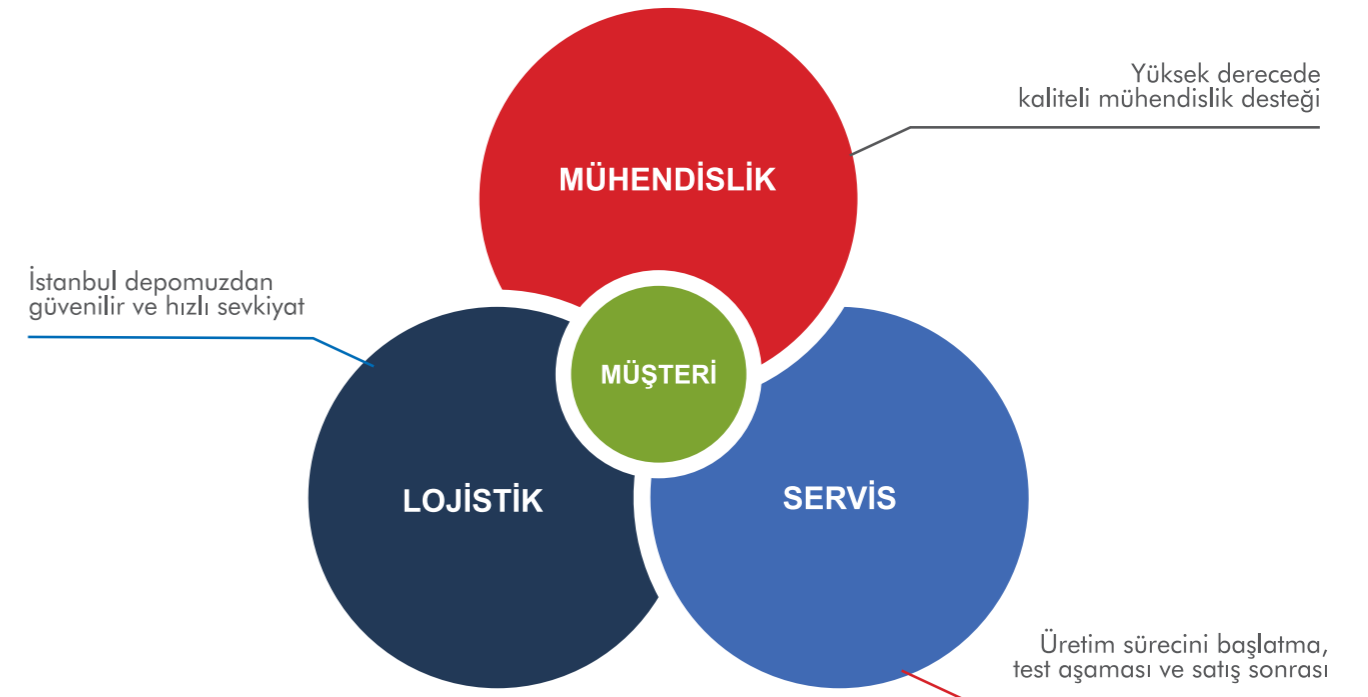 Yüksek derecede
kaliteli mühendislik desteği
MÜHENDİSLİK
İstanbul depomuzdan
güvenilir ve hızlı sevkiyat
MÜŞTERİ
LOJİSTİK
SERVİS
Üretim sürecini başlatma,
test aşaması ve satış sonrası